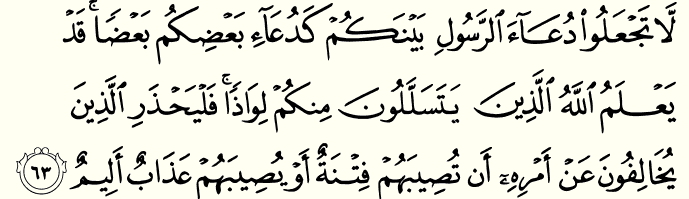 لَّا تَجْعَلُوا۟ دُعَآءَ ٱلرَّسُولِ بَيْنَكُمْ كَدُعَآءِ بَعْضِكُم بَعْضًا ۚ قَدْ
يَعْلَمُ ٱللَّهُ ٱلَّذِينَ يَتَسَلَّلُونَ مِنكُمْ لِوَاذًا ۚ فَلْيَحْذَرِ ٱلَّذِينَ
يُخَالِفُونَ عَنْ أَمْرِهِۦٓ أَن تُصِيبَهُمْ فِتْنَةٌ أَوْ يُصِيبَهُمْ عَذَابٌ أَلِيمٌ ٦٣